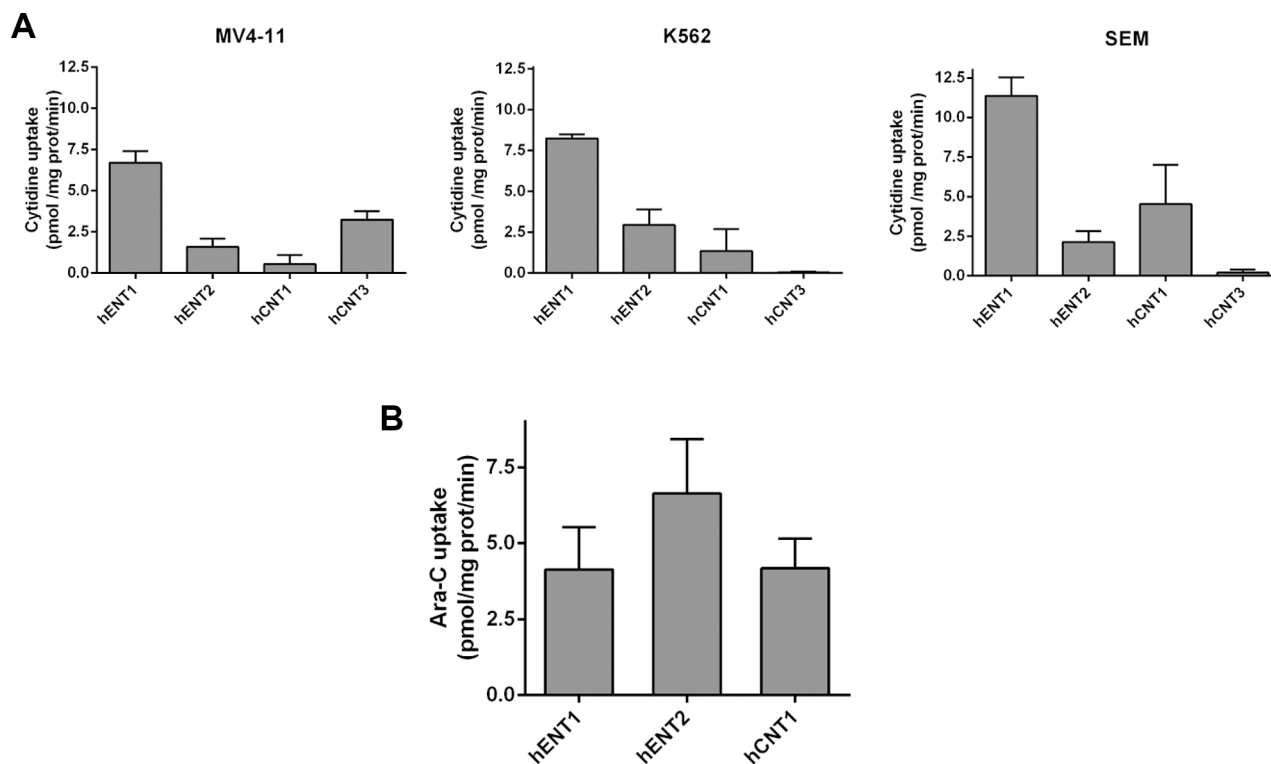 A
MV4-11
K562
SEM
Cytidine uptake
(pmol /mg prot/min)
12.5
10.0
7.5
5.0
2.5
0.0
hENT1
hENT2
hCNT1
hCNT3
Cytidine uptake
(pmol /mg prot/min)
12.5
10.0
7.5
5.0
2.5
0.0
hENT1
hENT2
hCNT1
hCNT3
Cytidine uptake
(pmol /mg prot/min)
12.5
10.0
7.5
5.0
2.5
0.0
hENT1
hENT2
hCNT1
hCNT3
B
Ara-C uptake
(pmol/mg prot/min)
7.5
5.0
2.5
0.0
hENT1
hENT2
hCNT1